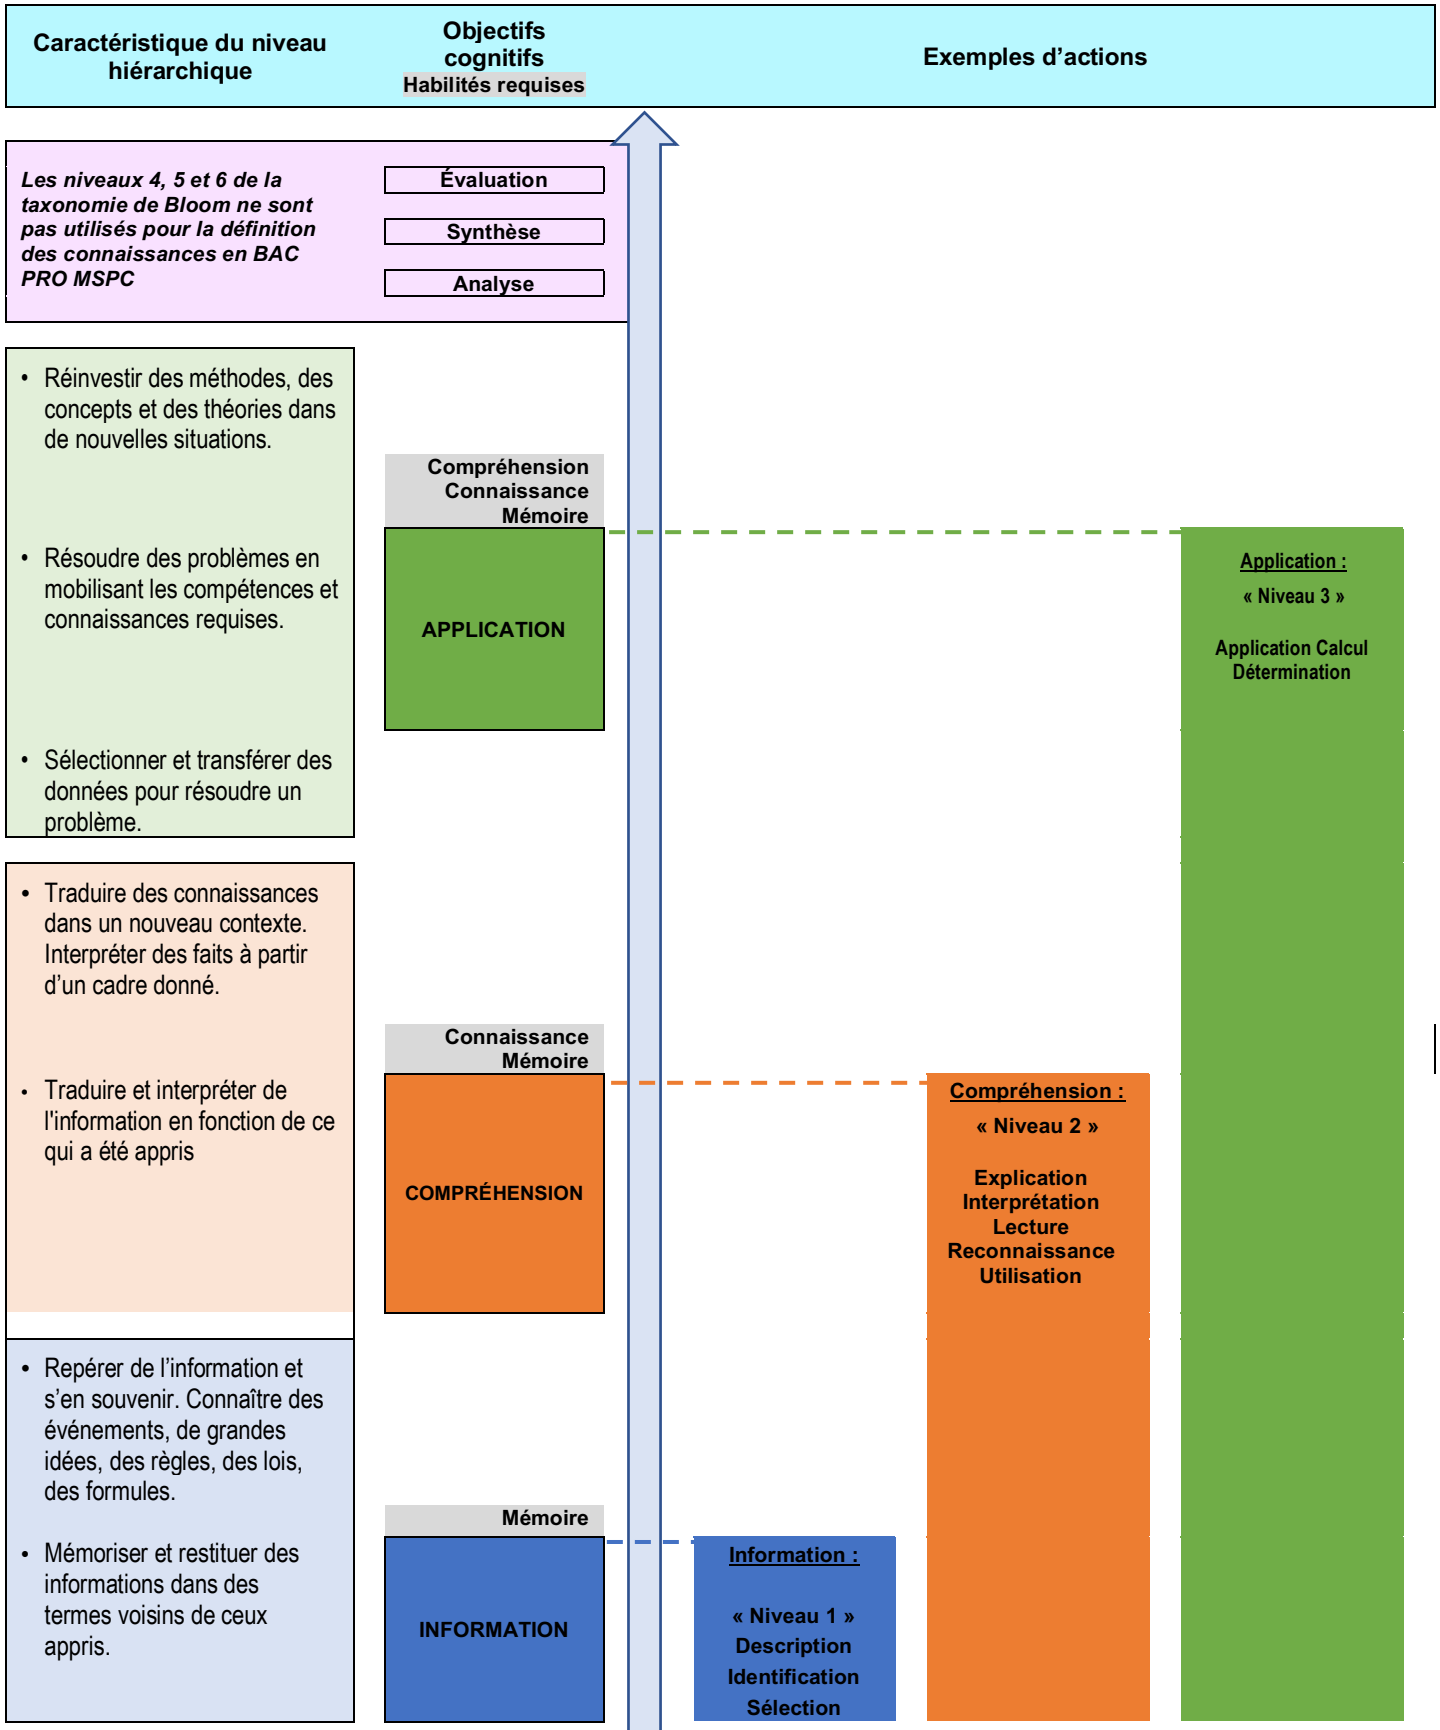 Caractéristique du niveau
hiérarchique
Objectifs
cognitifs
Habilités requises
Exemples d’actions
Les niveaux 4, 5 et 6 de la
taxonomie de Bloom ne sont
pas utilisés pour la définition
des connaissances en BAC
PRO MSPC
Évaluation
Synthèse
Analyse
• Réinvestir des méthodes, des
concepts et des théories dans
de nouvelles situations.
• Résoudre des problèmes en
mobilisant les compétences et
connaissances requises.
• Sélectionner et transférer des
données pour résoudre un
problème.
Compréhension
Connaissance
Mémoire
APPLICATION
Application :
« Niveau 3 »
Application Calcul
Détermination
• Traduire des connaissances
dans un nouveau contexte.
Interpréter des faits à partir
d’un cadre donné.
• Traduire et interpréter de
l'information en fonction de ce
qui a été appris
Connaissance
Mémoire
COMPRÉHENSION
Compréhension :
« Niveau 2 »
Explication
Interprétation
Lecture
Reconnaissance
Utilisation
• Repérer de l’information et
s’en souvenir. Connaître des
événements, de grandes
idées, des règles, des lois,
des formules.
• Mémoriser et restituer des
informations dans des
termes voisins de ceux
appris.
Mémoire
INFORMATION
Information :
« Niveau 1 »
Description
Identification
Sélection